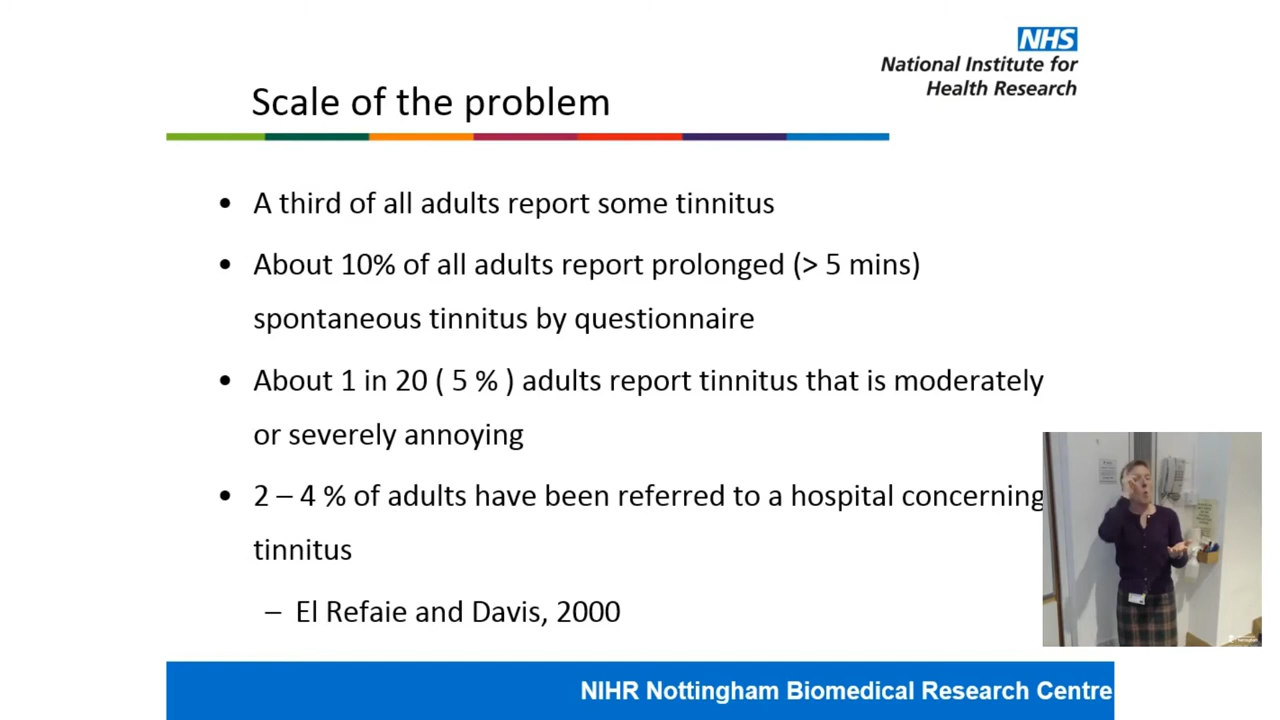 NHS
National Institute for
Health Research
Scale of the problem
• A third of all adults report some tinnitus
• About 10% of all adults report prolonged (> 5 mins)
spontaneous tinnitus by questionnaire
• About 1 in 20 ( 5 % ) adults report tinnitus that is moderately
or severely annoying
• 2 – 4 % of adults have been referred to a hospital concerning
tinnitus
– El Refaie and Davis, 2000
NIHR Nottingham Biomedical Research Centre